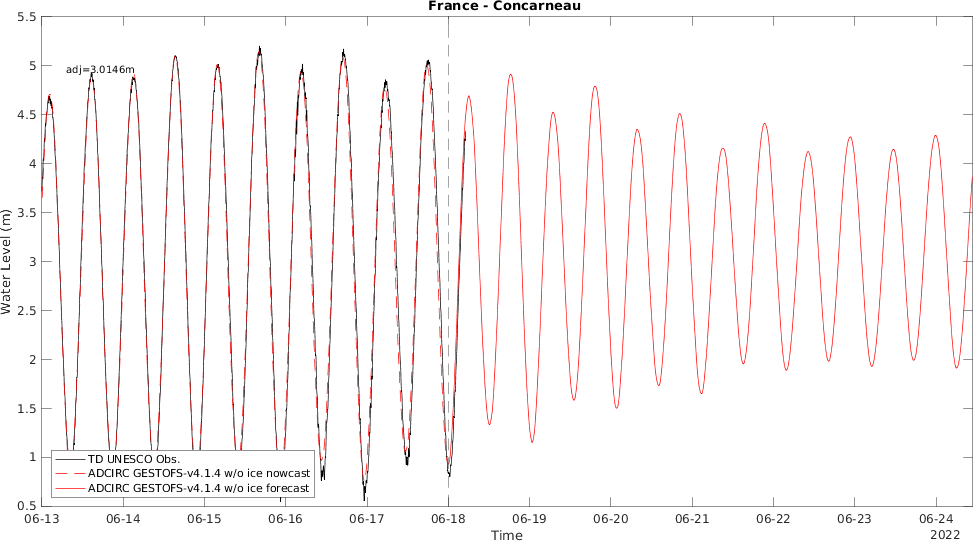 France - Concarneau
5.5
5
4.5
4
3.5
3
2.5
2
1.5
1
0.5
Water Level (m)
adj=3.0146m
TD UNESCO Obs.
ADCIRC GESTOFS-v4.1.4 w/o ice nowcast
ADCIRC GESTOFS-v4.1.4 w/o ice forecast
06-13 06-14 06-15 06-16 06-17 06-18 06-19 06-20 06-21 06-22 06-23 06-24
Time
2022